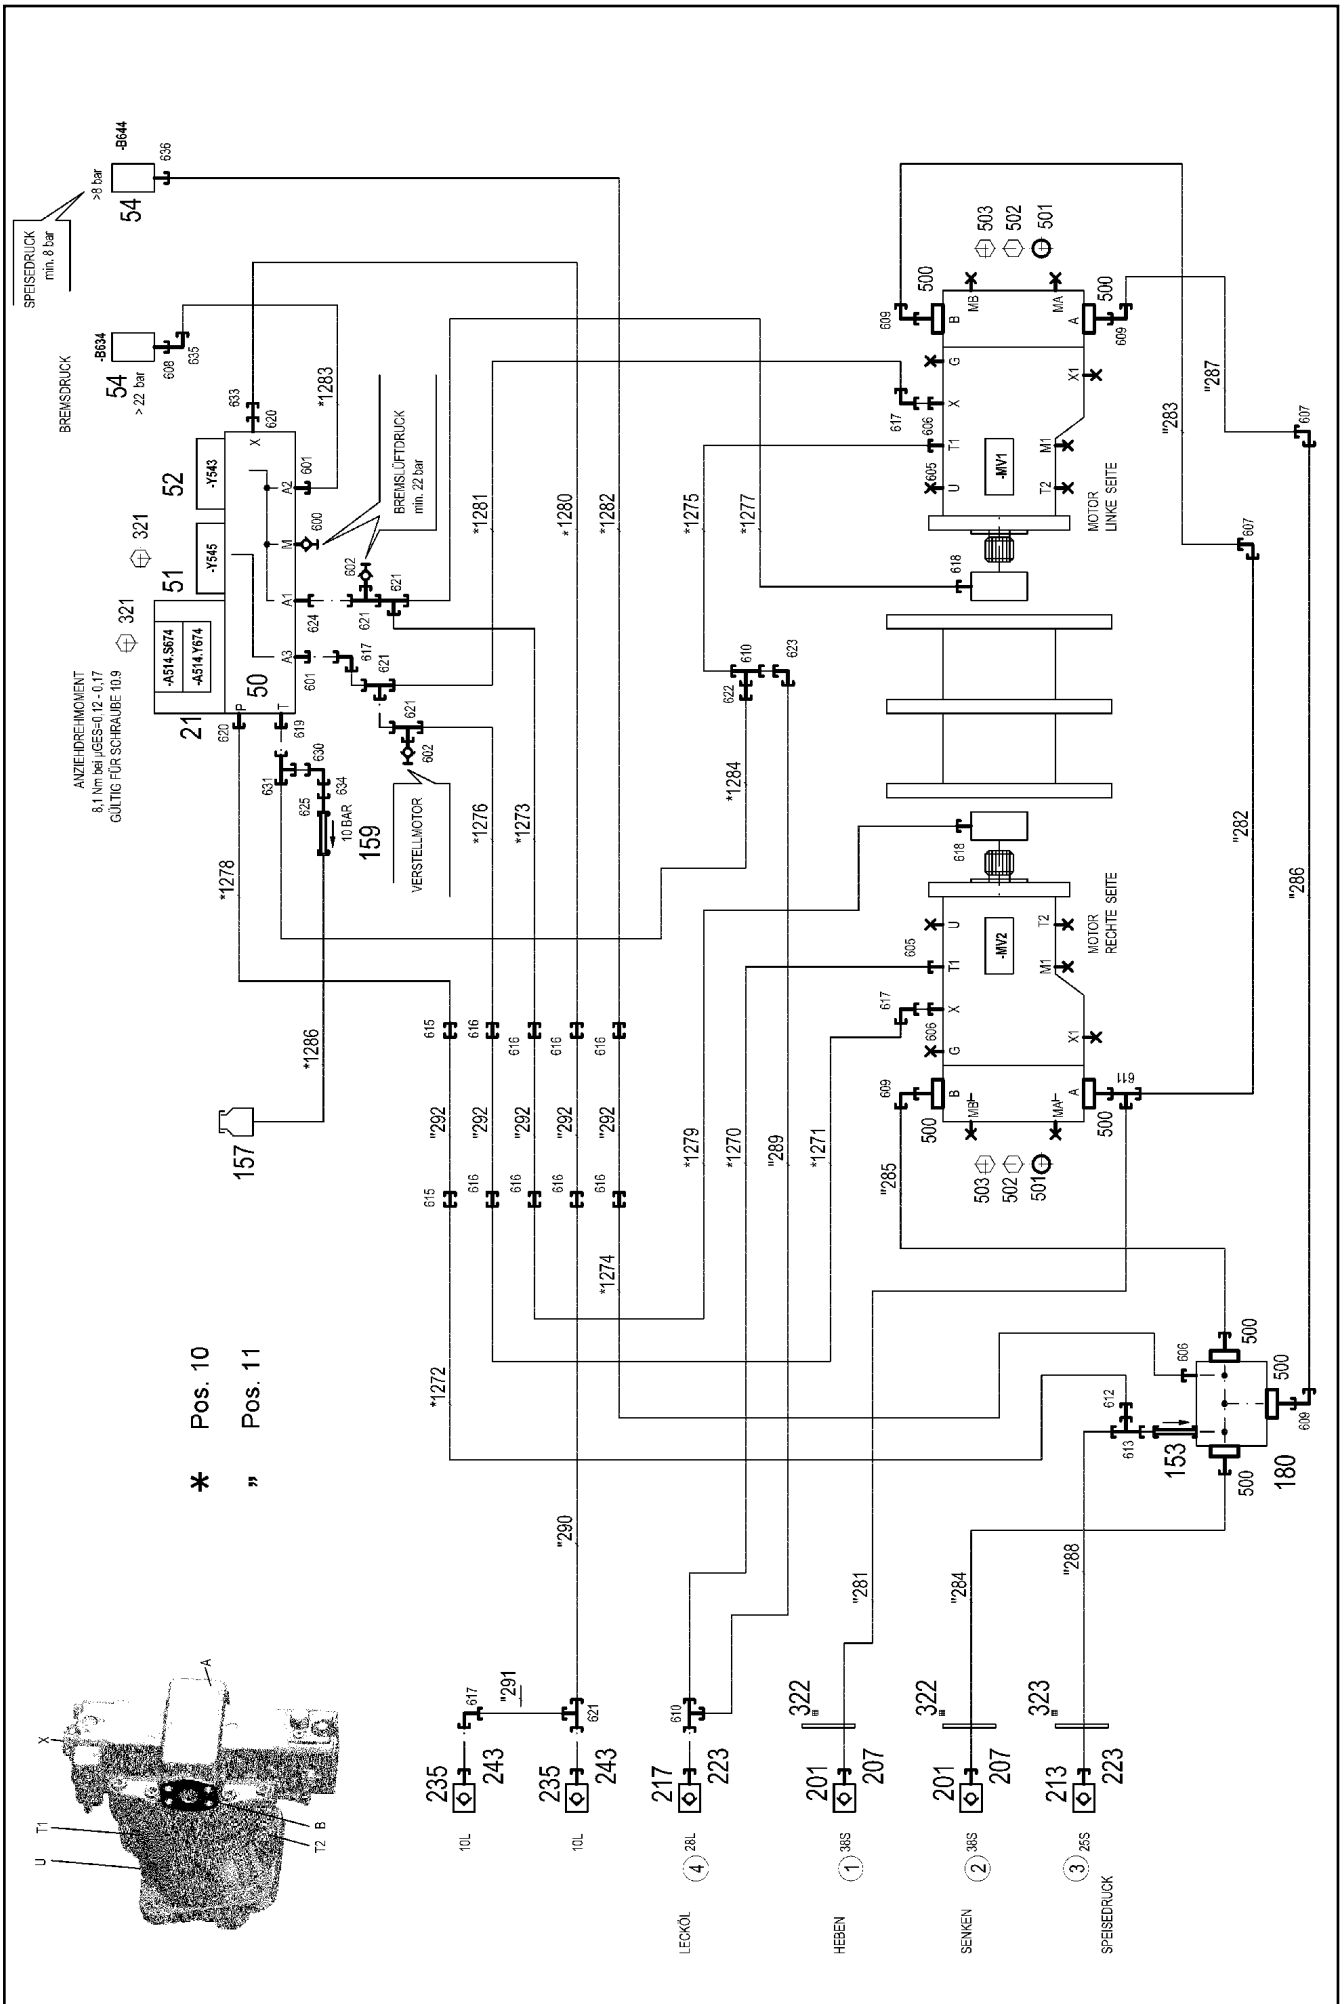 SPEISEDRUCK
min. 8 bar
>8 bar
-B644
54
636
BREMSDRUCK
-B634
54
> 22 bar
608
635
*1283
633
620
X
52
-Y543
A2
601
321
51
-Y545
M
600
BREMSLÜFTDRUCK
min. 22 bar
602
621
621
A1
624
321
ANZIEHDREHMOMENT
8,1 Nm bei µGES=0,12 - 0,17
GÜLTIG FÜR SCHRAUBE 10.9
-A514.S674
-A514.Y674
21
50
A3
601
617
621
621
602
VERSTELLMOTOR
P
620
T
619
631
630
634
625
10 BAR
159
*1278
*1286
157
*1281
*1280
*1282
*1275
*1277
*1276
*1273
*1284
610
622
623
615
616
616
616
616
"292
"292
"292
"292
"292
615
616
616
616
616
*1279
*1270
"289
*1271
*1272
*1274
* Pos. 10
" Pos. 11
503
502
501
500
500
609
609
B
MB
MA
A
G
X
X1
617
606
T1
605
U
M1
T2
-MV1
MOTOR
LINKE SEITE
618
618
"283
"287
607
607
"282
"286
-MV2
MOTOR
RECHTE SEITE
U
T2
605
T1
M1
617
X
606
G
X1
609
B
MB
MA
A
611
500
500
503
502
501
"285
606
500
500
609
612
613
153
500
180
"290
"281
"284
"288
617
"291
621
610
235
243
10L
235
243
10L
217
223
28L
4
LECKÖL
322
201
207
38S
1
HEBEN
322
201
207
38S
2
SENKEN
323
213
223
25S
3
SPEISEDRUCK
A
X
T1
U
B
T2